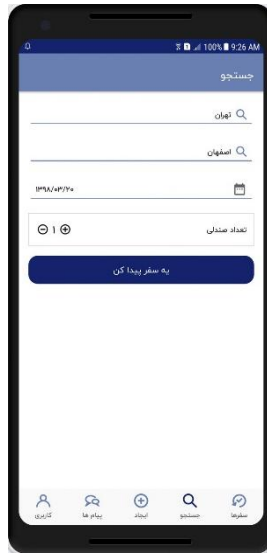 100% 9:26 AM
جستجو
تهران
اصفهان
۱۳۹۸/۰۳/۲۰
تعداد صندلی ۱
یه سفر پیدا کن
سفرها جستجو ایجاد پیام ها کاربری